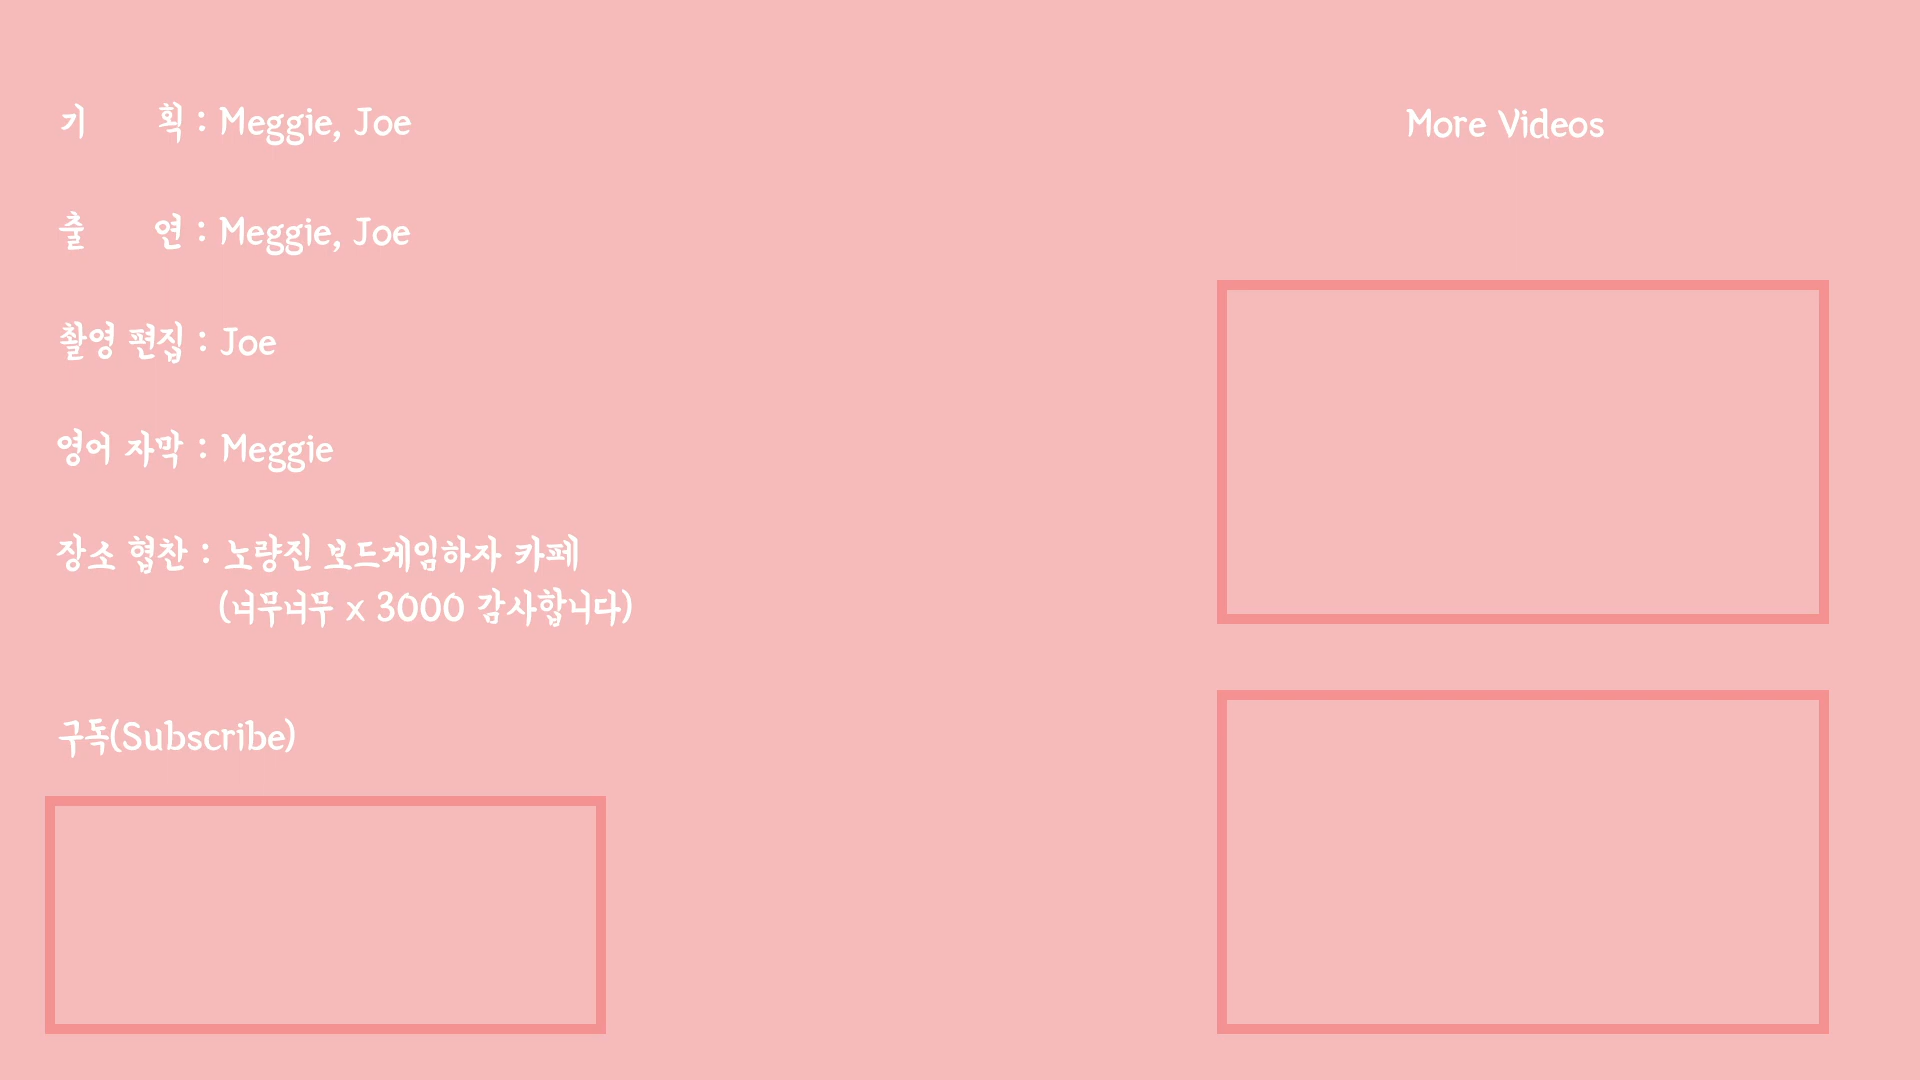 기 획 : Meggie, Joe
출 연 : Meggie, Joe
촬영 편집 : Joe
영어 자막 : Meggie
장소 협찬 : 노량진 보드게임하자 카페
(너무너무 x 3000 감사합니다)
구독(Subscribe)
More Videos